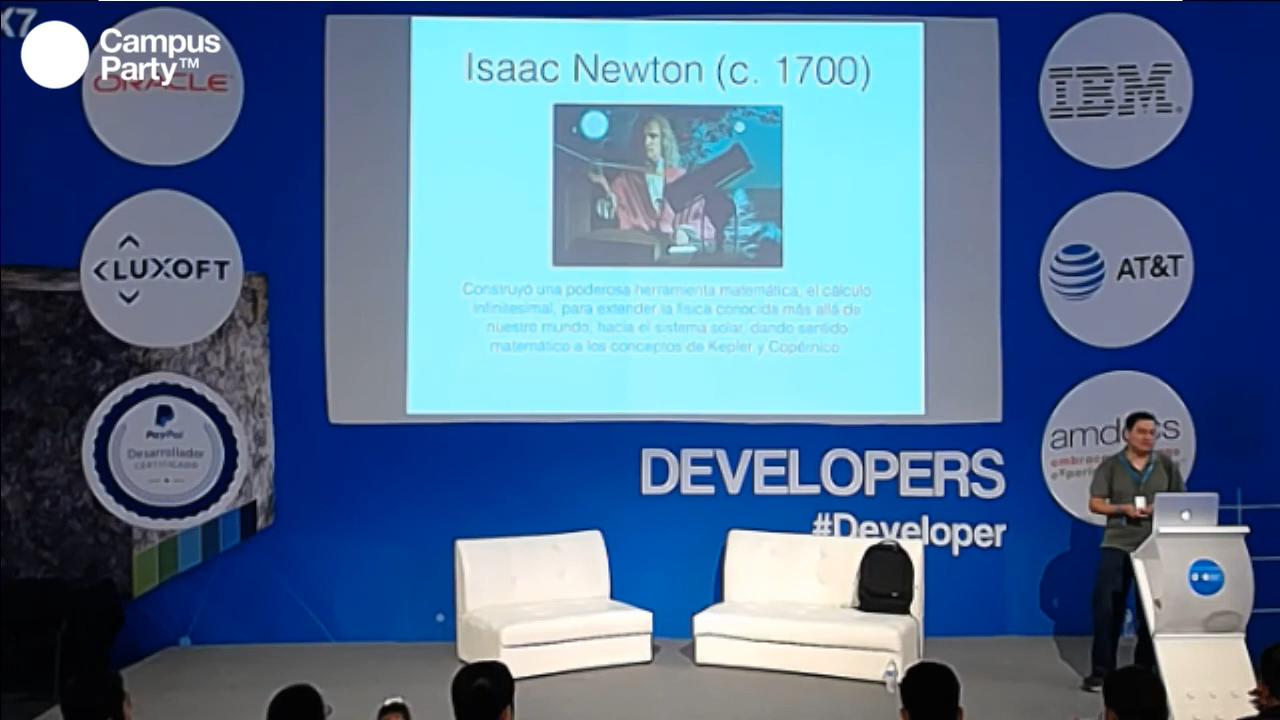 K7
Campus
Party™
ORACLE
Isaac Newton (c. 1700)
IBM
Construyó una poderosa herramienta matemática, el cálculo
infinitesimal, para extender la física conocida más allá de
nuestro mundo, hacia el sistema solar, dando sentido
matemático a los conceptos de Kepler y Copérnico
LUXOFT
AT&T
PayPal
Desarrollador
CERTIFICADO
DEVELOPERS
#Developer